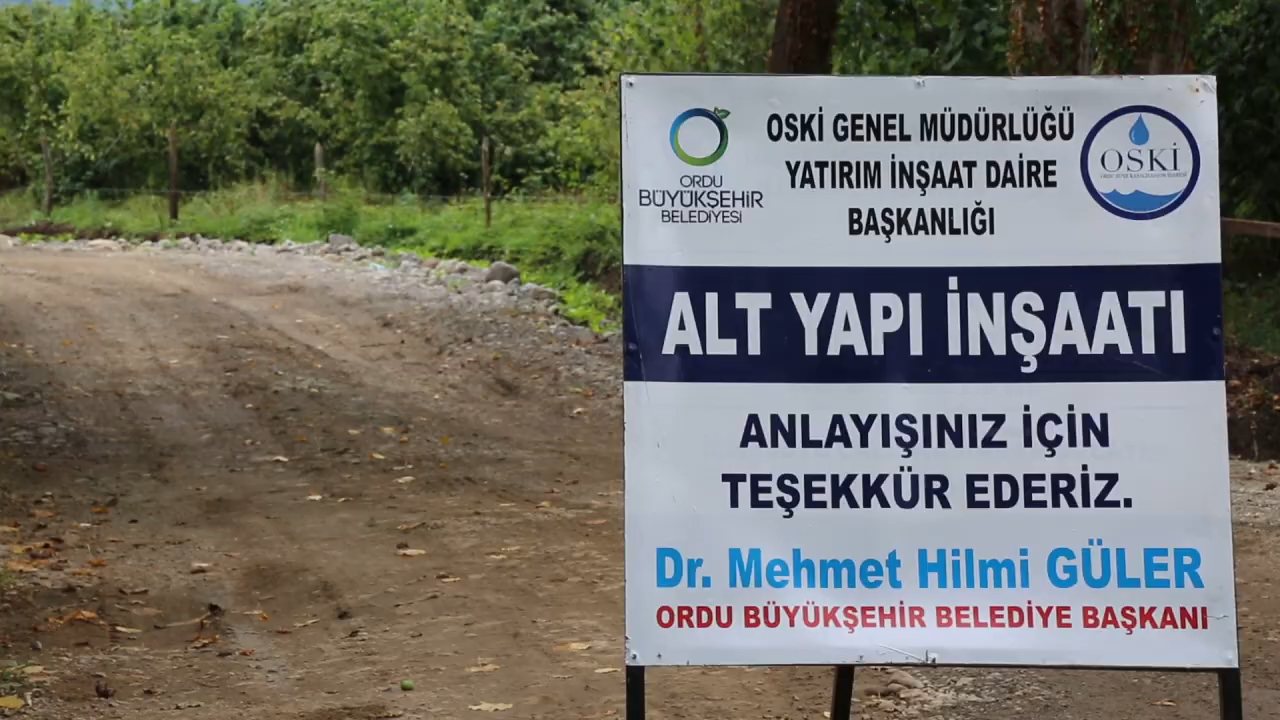 ORDU
BÜYÜKŞEHİR
BELEDİYESİ
OSKİ GENEL MÜDÜRLÜĞÜ
YATIRIM İNŞAAT DAİRE
BAŞKANLIĞI
OSKİ
ALT YAPI İNŞAATI
ANLAYIŞINIZ İÇİN
TEŞEKKÜR EDERİZ.
Dr. Mehmet Hilmi GÜLER
ORDU BÜYÜKŞEHİR BELEDİYE BAŞKANI